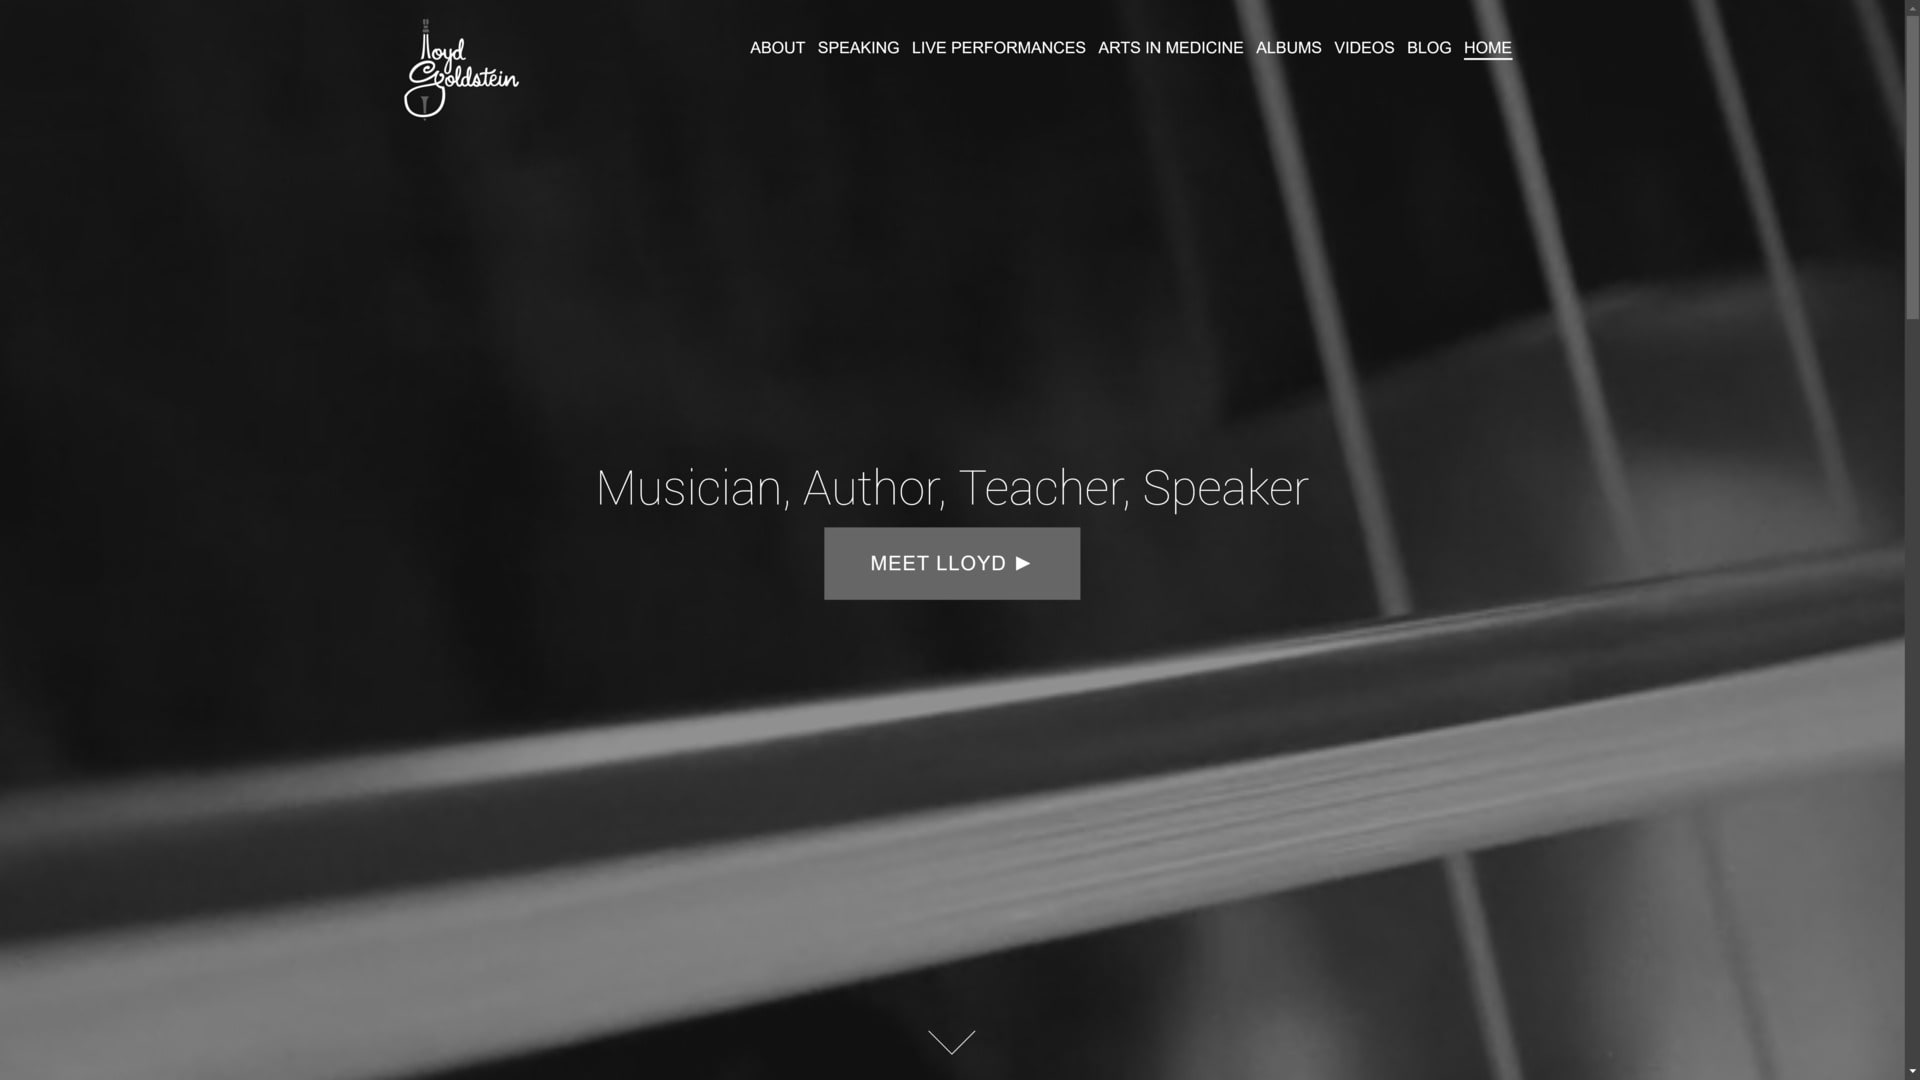 Lloyd
Goldstein
ABOUT SPEAKING LIVE PERFORMANCES ARTS IN MEDICINE ALBUMS VIDEOS BLOG HOME
Musician, Author, Teacher, Speaker
MEET LLOYD ►